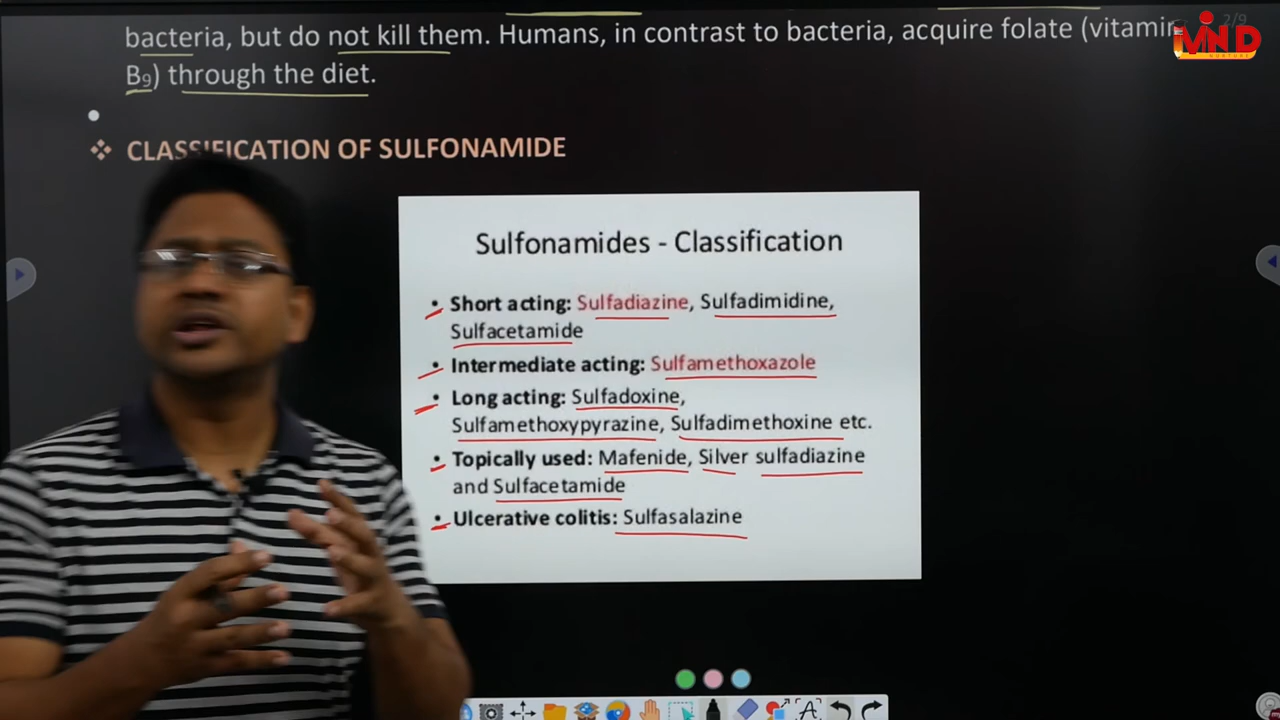 bacteria, but do not kill them. Humans, in contrast to bacteria, acquire folate (vitamin
B₉) through the diet.
2/9
MND
CLASSIFICATION OF SULFONAMIDE
Sulfonamides - Classification
• Short acting: Sulfadiazine, Sulfadimidine,
Sulfacetamide
• Intermediate acting: Sulfamethoxazole
• Long acting: Sulfadoxine,
Sulfamethoxypyrazine, Sulfadimethoxine etc.
• Topically used: Mafenide, Silver sulfadiazine
and Sulfacetamide
• Ulcerative colitis: Sulfasalazine